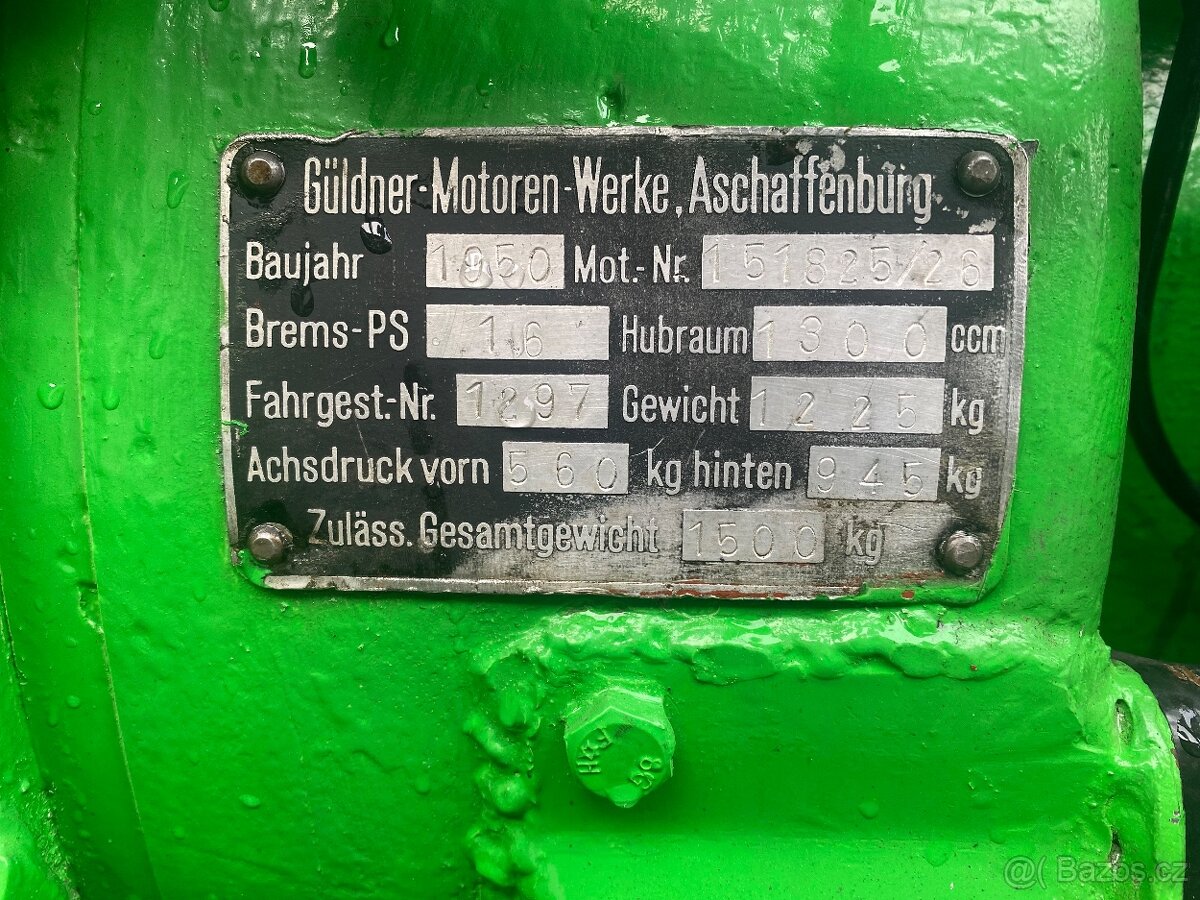 Güldner-Motoren-Werke, Aschaffenburg
Baujahr 1950 Mot.-Nr. 151825/26
Brems-PS 16 Hubraum 1300 ccm
Fahrgest.-Nr. 1297 Gewicht 1225 kg
Achsdruck vorn 560 kg hinten 945 kg
Zuläss. Gesamtgewicht 1500 kg
8G
Bazos.cz